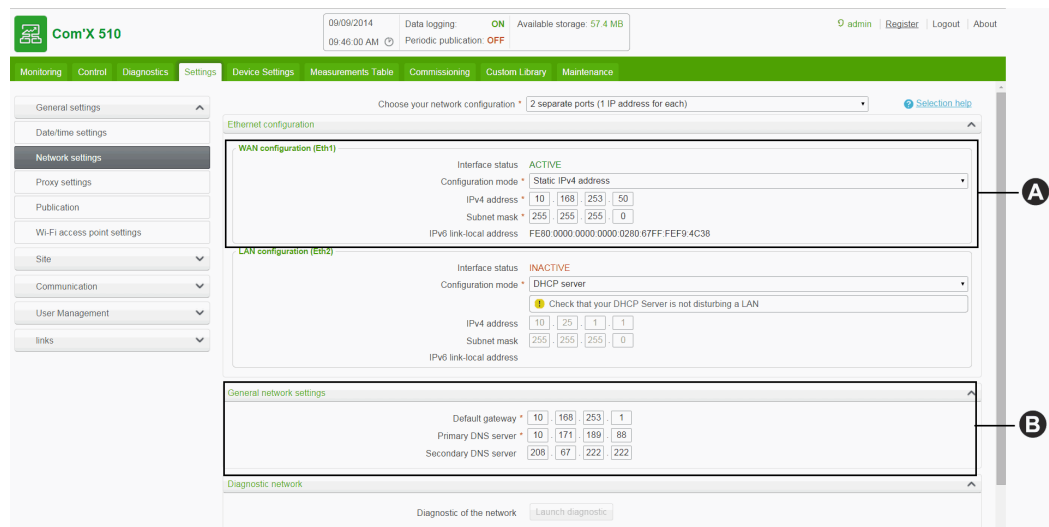 Com'X 510
09/09/2014
09:46:00 AM
Data logging: ON
Periodic publication: OFF
Available storage: 57.4 MB
admin Register Logout About
Monitoring Control Diagnostics Settings Device Settings Measurements Table Commissioning Custom Library Maintenance
General settings
Date/time settings
Network settings
Proxy settings
Publication
Wi-Fi access point settings
Site
Communication
User Management
links
Choose your network configuration * 2 separate ports (1 IP address for each)
Selection help
Ethernet configuration
WAN configuration (Eth1)
Interface status ACTIVE
Configuration mode * Static IPv4 address
IPv4 address * 10 . 168 . 253 . 50
Subnet mask * 255 . 255 . 255 . 0
IPv6 link-local address FE80:0000:0000:0000:0280:67FF:FEF9:4C38
A
LAN configuration (Eth2)
Interface status INACTIVE
Configuration mode * DHCP server
Check that your DHCP Server is not disturbing a LAN
IPv4 address 10 . 25 . 1 . 1
Subnet mask 255 . 255 . 255 . 0
IPv6 link-local address
General network settings
Default gateway * 10 . 168 . 253 . 1
Primary DNS server * 10 . 171 . 189 . 88
Secondary DNS server 208 . 67 . 222 . 222
B
Diagnostic network
Diagnostic of the network Launch diagnostic